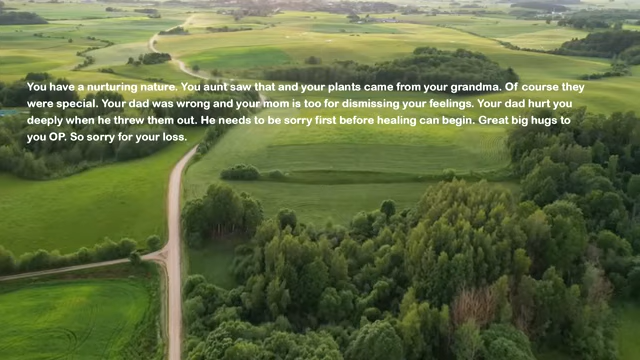 You have a nurturing nature. You aunt saw that and your plants came from your grandma. Of course they
were special. Your dad was wrong and your mom is too for dismissing your feelings. Your dad hurt you
deeply when he threw them out. He needs to be sorry first before healing can begin. Great big hugs to
you OP. So sorry for your loss.